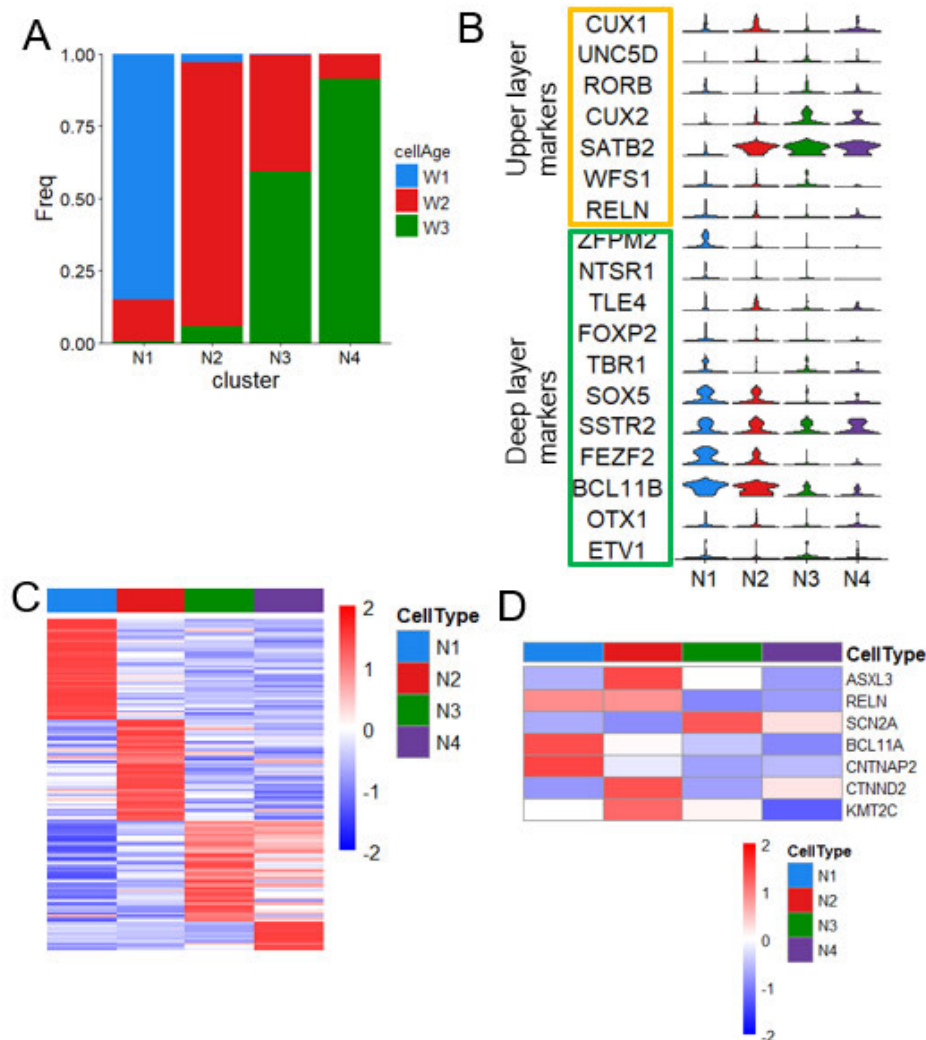 A
1.00
0.75
0.50
0.25
0.00
Freq
N1 N2 N3 N4
cluster
cellAge
W1
W2
W3
B
Upper layer
markers
CUX1
UNC5D
RORB
CUX2
SATB2
WFS1
RELN
Deep layer
markers
ZFPM2
NTSR1
TLE4
FOXP2
TBR1
SOX5
SSTR2
FEZF2
BCL11B
OTX1
ETV1
N1 N2 N3 N4
C
2
1
0
-1
-2
CellType
N1
N2
N3
N4
D
CellType
ASXL3
RELN
SCN2A
BCL11A
CNTNAP2
CTNND2
KMT2C
2
1
0
-1
-2
CellType
N1
N2
N3
N4